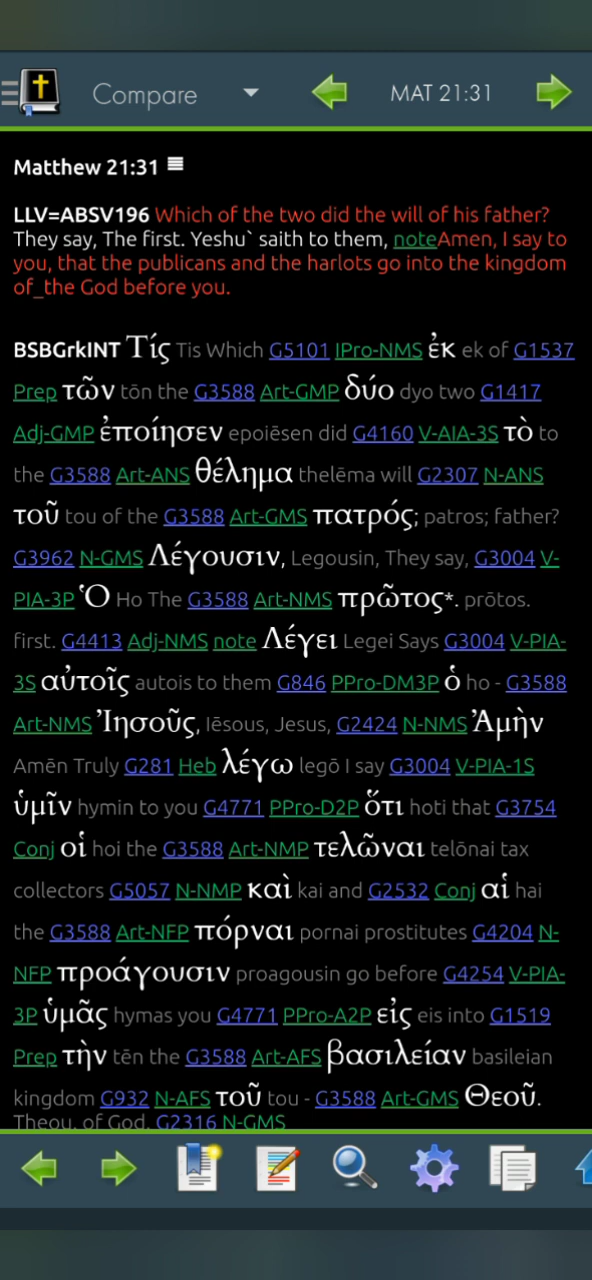 Compare
MAT 21:31
Matthew 21:31
LLV=ABSV196 Which of the two did the will of his father?
They say, The first. Yeshu` saith to them, noteAmen, I say to
you, that the publicans and the harlots go into the kingdom
of_the God before you.
BSBGrkINT Τίς Tis Which G5101 IPro-NMS ἐκ ek of G1537
Prep τῶν tōn the G3588 Art-GMP δύο dyo two G1417
Adj-GMP ἐποίησεν epoiēsen did G4160 V-AIA-3S τὸ to
the G3588 Art-ANS θέλημα thelēma will G2307 N-ANS
τοῦ tou of the G3588 Art-GMS πατρός; patros; father?
G3962 N-GMS Λέγουσιν, Legousin, They say, G3004 V-
PIA-3P Ὁ Ho The G3588 Art-NMS πρῶτος*. prōtos.
first. G4413 Adj-NMS note Λέγει Legei Says G3004 V-PIA-
3S αὐτοῖς autois to them G846 PPro-DM3P ὁ ho - G3588
Art-NMS Ἰησοῦς, Iēsous, Jesus, G2424 N-NMS Ἀμὴν
Amēn Truly G281 Heb λέγω legō I say G3004 V-PIA-1S
ὑμῖν hymin to you G4771 PPro-D2P ὅτι hoti that G3754
Conj οἱ hoi the G3588 Art-NMP τελῶναι telōnai tax
collectors G5057 N-NMP καὶ kai and G2532 Conj αἱ hai
the G3588 Art-NFP πόρναι pornai prostitutes G4204 N-
NFP προάγουσιν proagousin go before G4254 V-PIA-
3P ὑμᾶς hymas you G4771 PPro-A2P εἰς eis into G1519
Prep τὴν tēn the G3588 Art-AFS βασιλείαν basileian
kingdom G932 N-AFS τοῦ tou - G3588 Art-GMS Θεοῦ.
Theou. of God. G2316 N-GMS